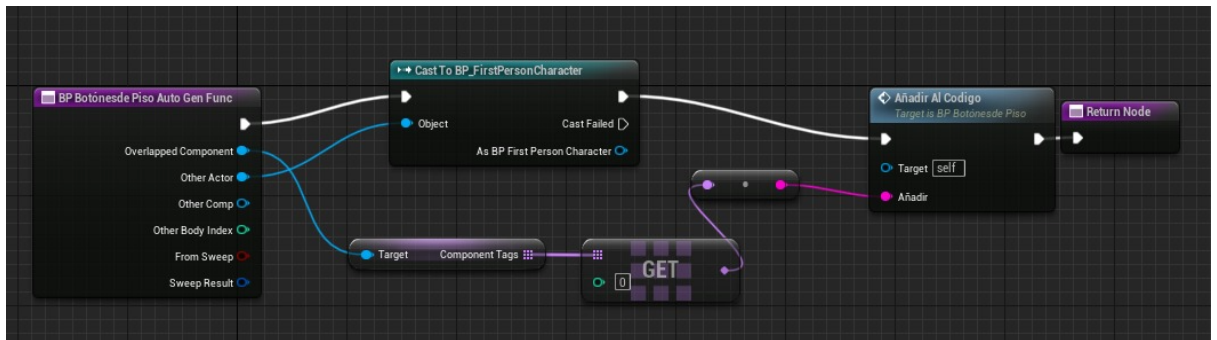 BP Botónesde Piso Auto Gen Func
Overlapped Component
Other Actor
Other Comp
Other Body Index
From Sweep
Sweep Result
Cast To BP_FirstPersonCharacter
Object
Cast Failed
As BP First Person Character
Target
Component Tags
0
GET
Añadir Al Codigo
Target is BP Botónesde Piso
Target self
Añadir
Return Node